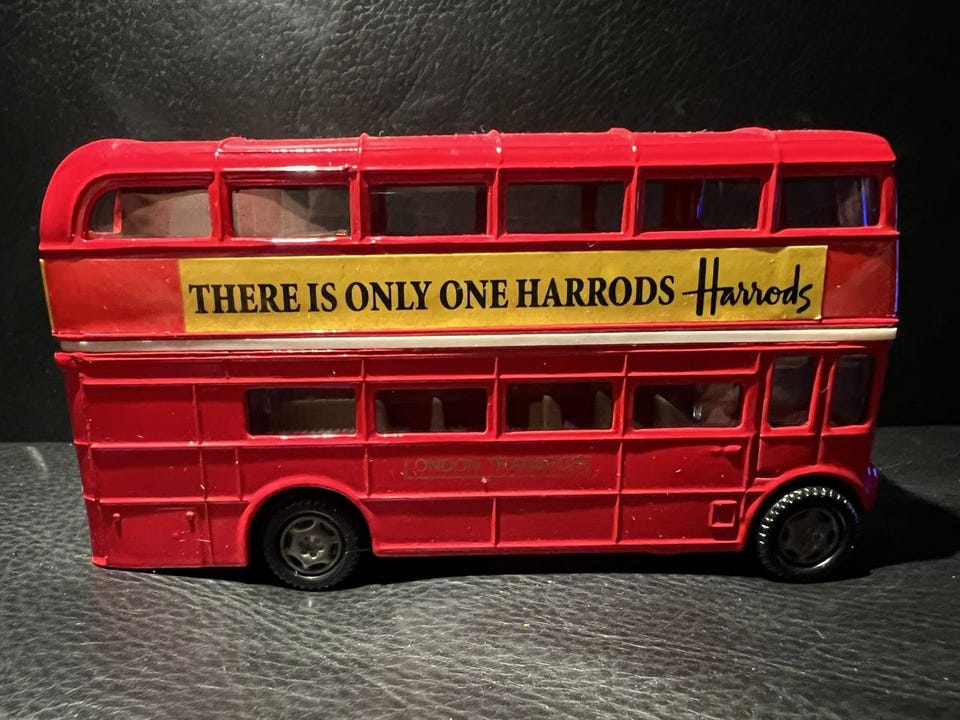 THERE IS ONLY ONE HARRODS Harrods
LONDON TRANSPORT